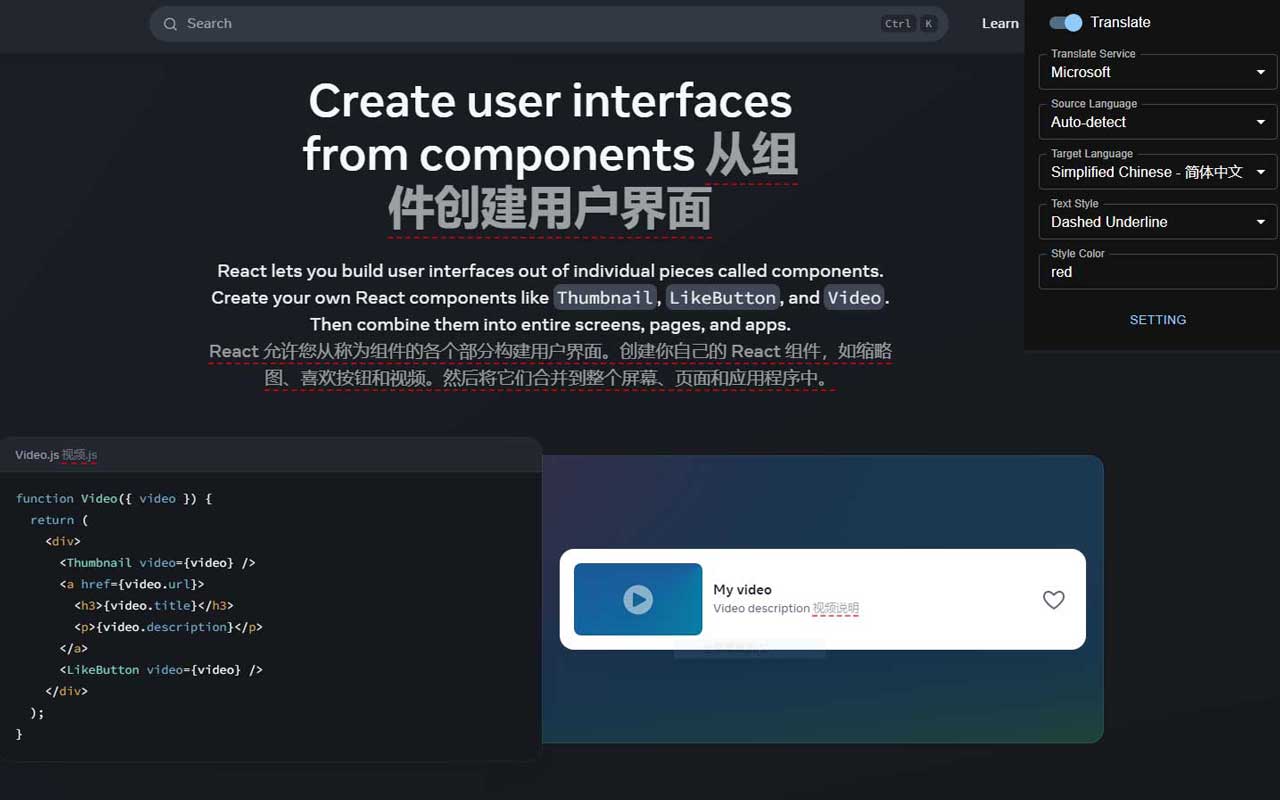 Search
Ctrl K
Learn
Create user interfaces
from components 从组
件创建用户界面
React lets you build user interfaces out of individual pieces called components.
Create your own React components like Thumbnail, LikeButton, and Video.
Then combine them into entire screens, pages, and apps.
React 允许您从称为组件的各个部分构建用户界面。创建你自己的 React 组件，如缩略
图、喜欢按钮和视频。然后将它们合并到整个屏幕、页面和应用程序中。
Video.js 视频.js
function Video({ video }) {
  return (
    <div>
      <Thumbnail video={video} />
      <a href={video.url}>
        <h3>{video.title}</h3>
        <p>{video.description}</p>
      </a>
      <LikeButton video={video} />
    </div>
  );
}
My video
Video description 视频说明
Translate
Translate Service
Microsoft
Source Language
Auto-detect
Target Language
Simplified Chinese - 简体中文
Text Style
Dashed Underline
Style Color
red
SETTING